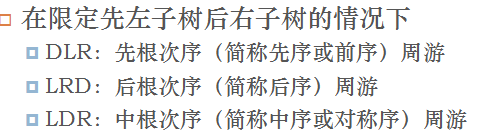 在限定先左子树后右子树的情况下
DLR：先根次序（简称先序或前序）周游
LRD：后根次序（简称后序）周游
LDR：中根次序（简称中序或对称序）周游